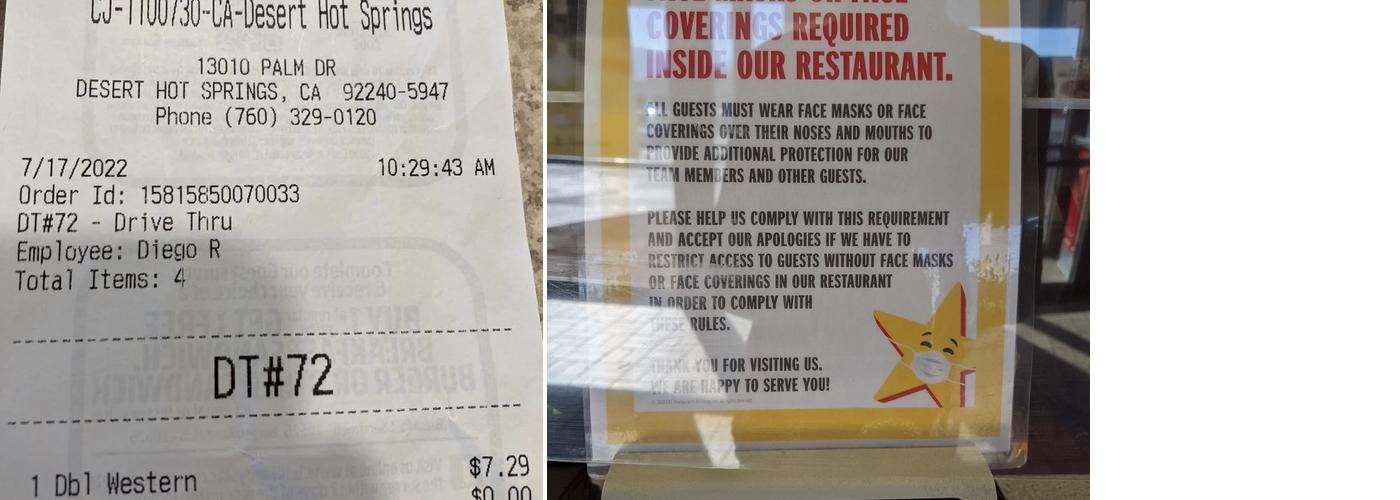 CJ-1100730-CA-Desert Hot Springs
13010 PALM DR
DESERT HOT SPRINGS, CA 92240-5947
Phone (760) 329-0120
7/17/2022 10:29:43 AM
Order Id: 15815850070033
DT#72 - Drive Thru
Employee: Diego R
Total Items: 4
DT#72
1 Dbl Western $7.29
$0.00
COVERINGS REQUIRED
INSIDE OUR RESTAURANT.
ALL GUESTS MUST WEAR FACE MASKS OR FACE
COVERINGS OVER THEIR NOSES AND MOUTHS TO
PROVIDE ADDITIONAL PROTECTION FOR OUR
TEAM MEMBERS AND OTHER GUESTS.
PLEASE HELP US COMPLY WITH THIS REQUIREMENT
AND ACCEPT OUR APOLOGIES IF WE HAVE TO
RESTRICT ACCESS TO GUESTS WITHOUT FACE MASKS
OR FACE COVERINGS IN OUR RESTAURANT
IN ORDER TO COMPLY WITH
THESE RULES.
THANK YOU FOR VISITING US.
WE ARE HAPPY TO SERVE YOU!